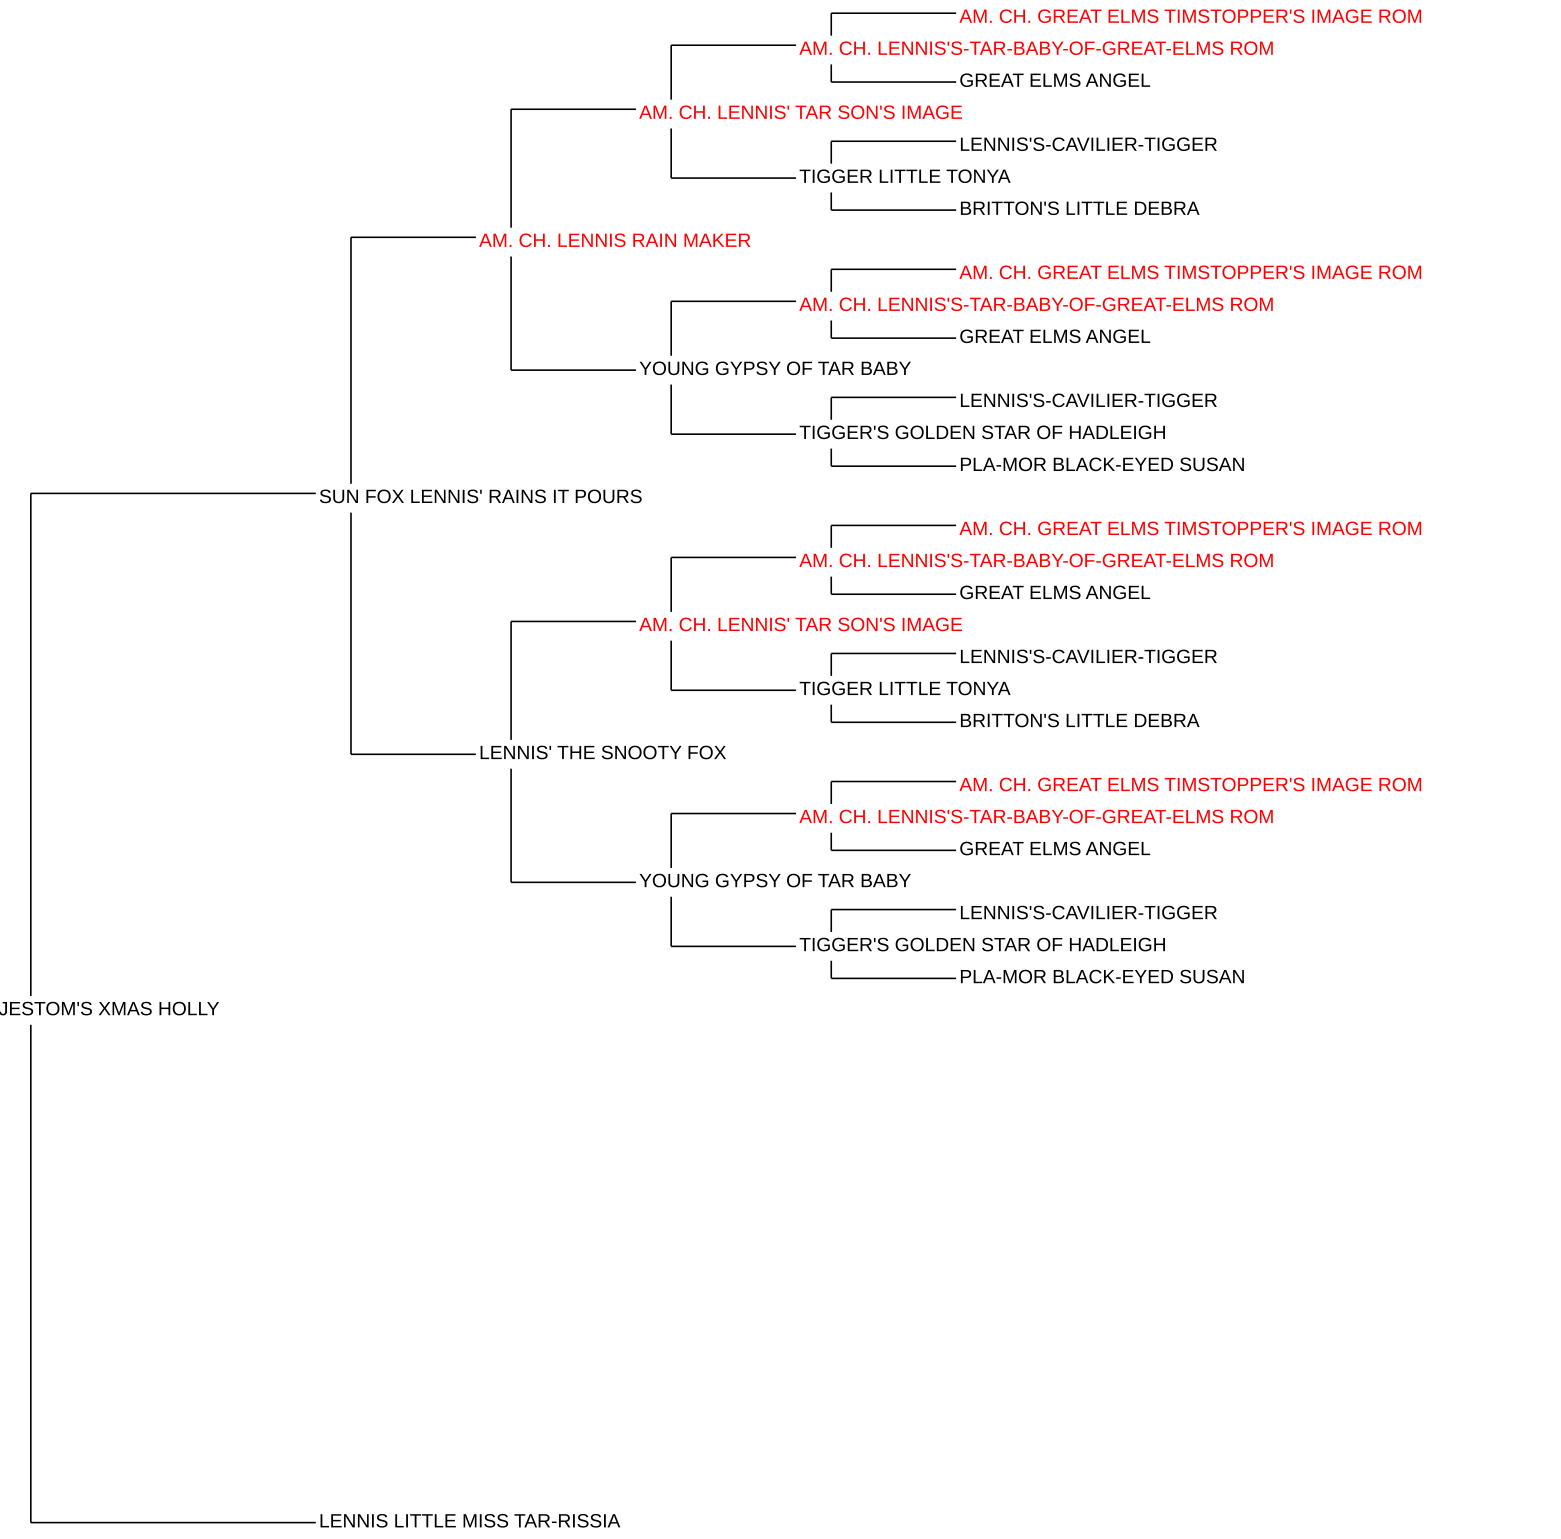 AM. CH. GREAT ELMS TIMSTOPPER'S IMAGE ROM
AM. CH. LENNIS'S-TAR-BABY-OF-GREAT-ELMS ROM
GREAT ELMS ANGEL
AM. CH. LENNIS' TAR SON'S IMAGE
LENNIS'S-CAVILIER-TIGGER
TIGGER LITTLE TONYA
BRITTON'S LITTLE DEBRA
AM. CH. LENNIS RAIN MAKER
AM. CH. GREAT ELMS TIMSTOPPER'S IMAGE ROM
AM. CH. LENNIS'S-TAR-BABY-OF-GREAT-ELMS ROM
GREAT ELMS ANGEL
YOUNG GYPSY OF TAR BABY
LENNIS'S-CAVILIER-TIGGER
TIGGER'S GOLDEN STAR OF HADLEIGH
PLA-MOR BLACK-EYED SUSAN
SUN FOX LENNIS' RAINS IT POURS
AM. CH. GREAT ELMS TIMSTOPPER'S IMAGE ROM
AM. CH. LENNIS'S-TAR-BABY-OF-GREAT-ELMS ROM
GREAT ELMS ANGEL
AM. CH. LENNIS' TAR SON'S IMAGE
LENNIS'S-CAVILIER-TIGGER
TIGGER LITTLE TONYA
BRITTON'S LITTLE DEBRA
LENNIS' THE SNOOTY FOX
AM. CH. GREAT ELMS TIMSTOPPER'S IMAGE ROM
AM. CH. LENNIS'S-TAR-BABY-OF-GREAT-ELMS ROM
GREAT ELMS ANGEL
YOUNG GYPSY OF TAR BABY
LENNIS'S-CAVILIER-TIGGER
TIGGER'S GOLDEN STAR OF HADLEIGH
PLA-MOR BLACK-EYED SUSAN
JESTOM'S XMAS HOLLY
LENNIS LITTLE MISS TAR-RISSIA